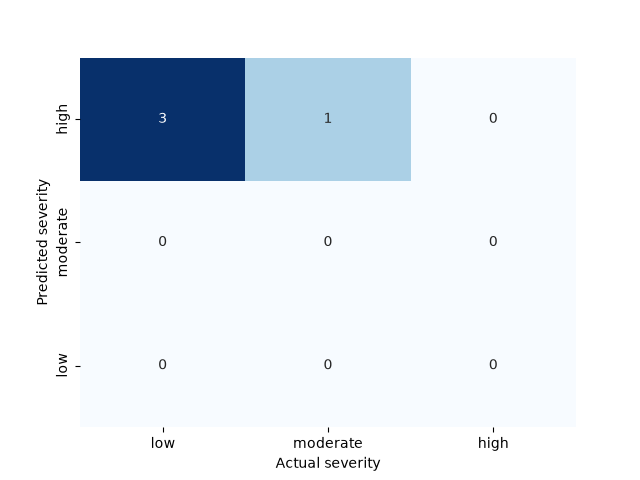 high
3 1 0
Predicted severity
moderate
0 0 0
low
0 0 0
low moderate high
Actual severity